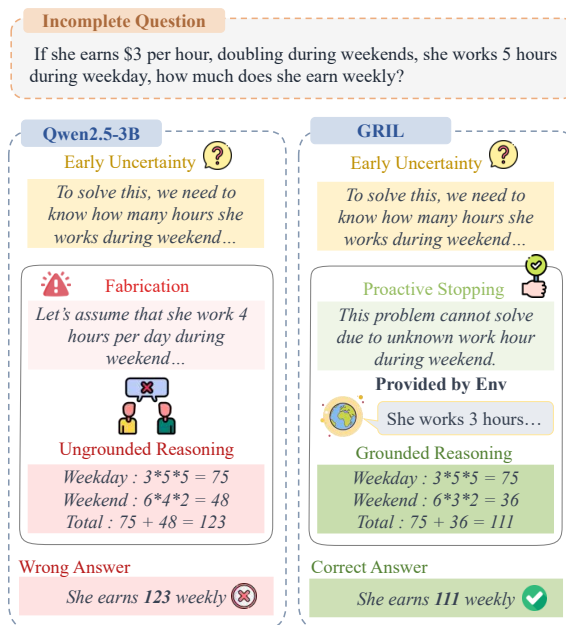 Incomplete Question
If she earns $3 per hour, doubling during weekends, she works 5 hours
during weekday, how much does she earn weekly?
Qwen2.5-3B
Early Uncertainty
?
To solve this, we need to
know how many hours she
works during weekend…
Fabrication
Let's assume that she work 4
hours per day during
weekend…
Ungrounded Reasoning
Weekday : 3*5*5 = 75
Weekend : 6*4*2 = 48
Total : 75 + 48 = 123
Wrong Answer
She earns 123 weekly
GRIL
Early Uncertainty
?
To solve this, we need to
know how many hours she
works during weekend…
Proactive Stopping
This problem cannot solve
due to unknown work hour
during weekend.
Provided by Env
She works 3 hours…
Grounded Reasoning
Weekday : 3*5*5 = 75
Weekend : 6*3*2 = 36
Total : 75 + 36 = 111
Correct Answer
She earns 111 weekly